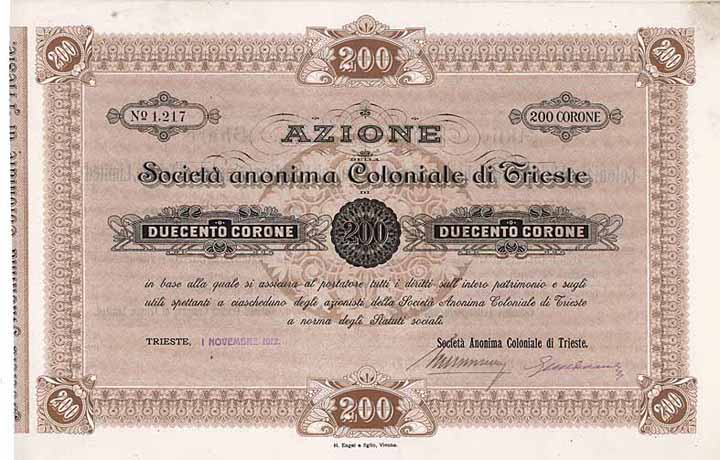 200 200 200
Nº 1.217 200 CORONE
AZIONE
DELLA
Società anonima Coloniale di Trieste
DI
DUECENTO CORONE 200 DUECENTO CORONE
in base alla quale si assicura al portatore tutti i diritti sull' intero patrimonio e sugli
utili spettanti a ciascheduno degli azionisti della Società Anonima Coloniale di Trieste
a norma degli Statuti sociali.
TRIESTE, 1 NOVEMBRE 1912. Società Anonima Coloniale di Trieste.
200 200 200
H. Engel e figlio, Vienna.